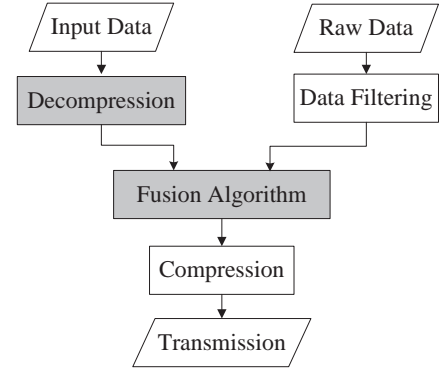 Input Data
Raw Data
Decompression
Data Filtering
Fusion Algorithm
Compression
Transmission